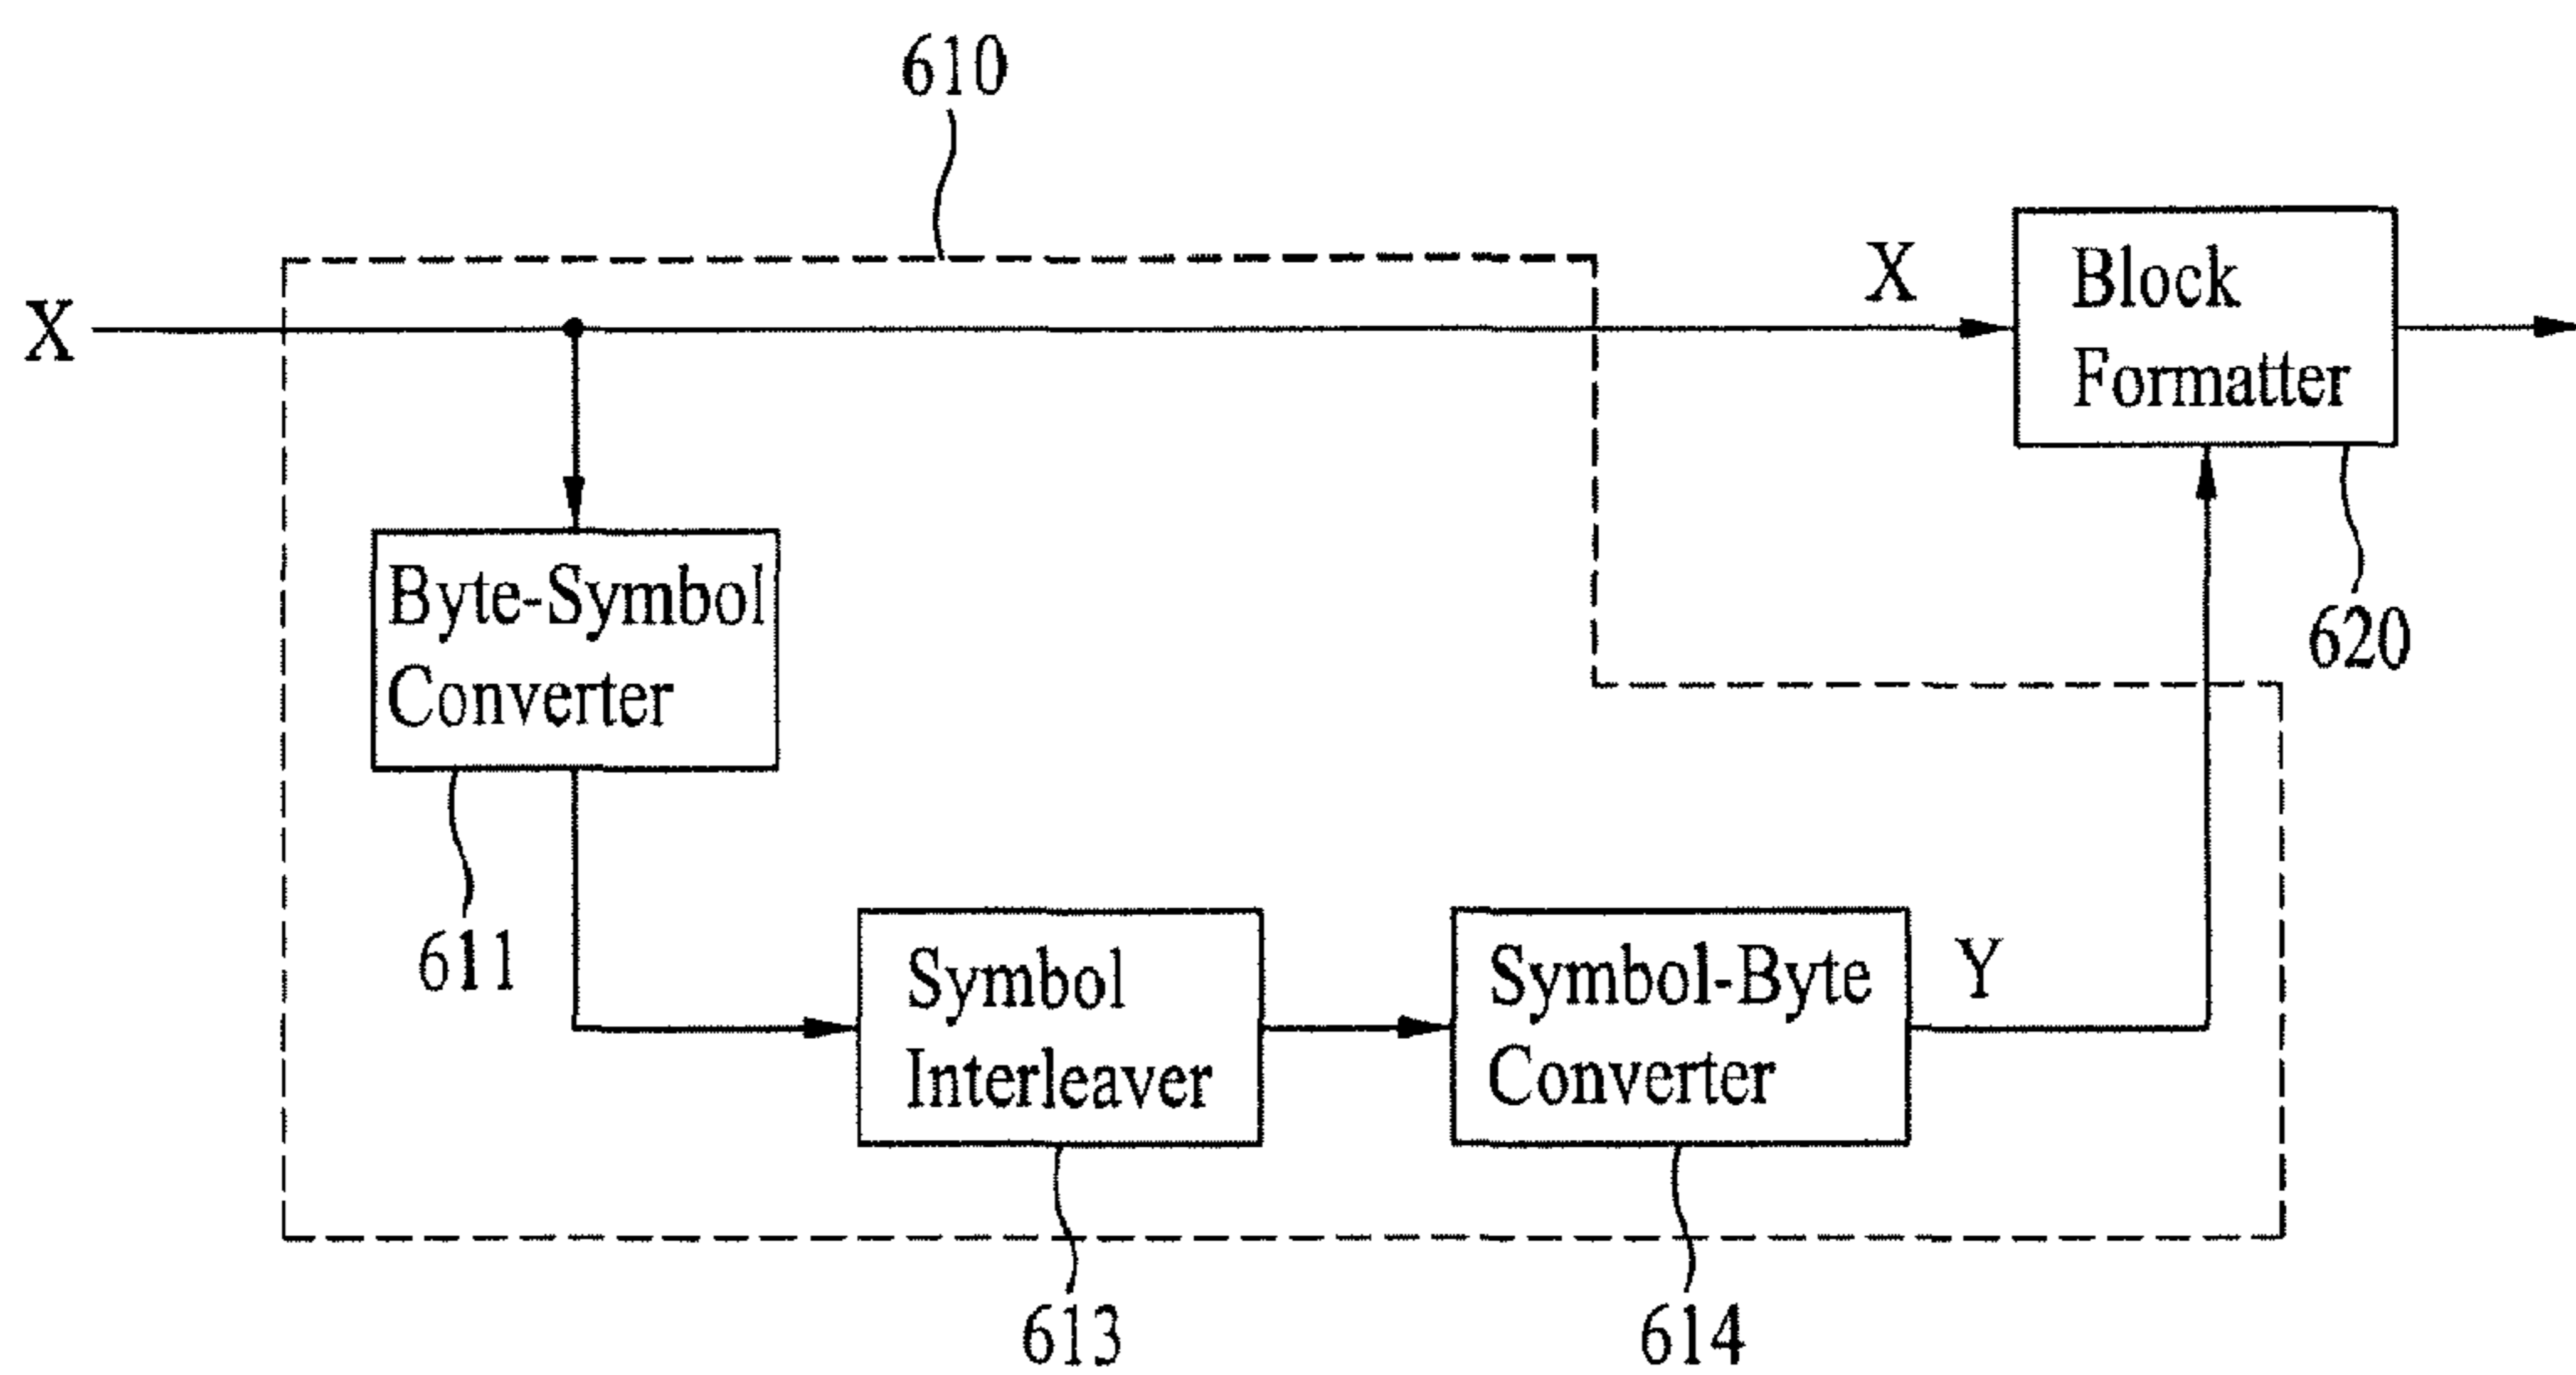 610
X
X
Block
Formatter
620
Byte-Symbol
Converter
611
Symbol
Interleaver
613
Symbol-Byte
Converter
614
Y